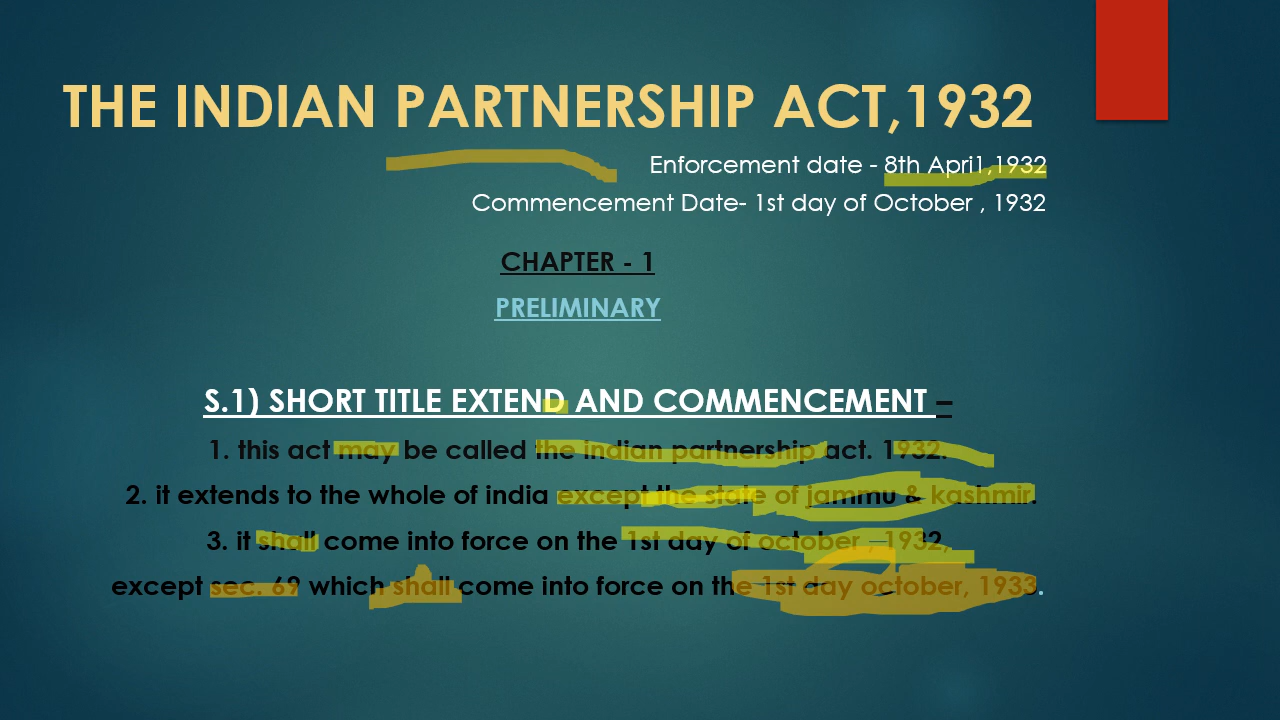 THE INDIAN PARTNERSHIP ACT,1932
Enforcement date - 8th Apri1,1932
Commencement Date- 1st day of October , 1932
CHAPTER - 1
PRELIMINARY
S.1) SHORT TITLE EXTEND AND COMMENCEMENT –
1. this act may be called the indian partnership act. 1932.
2. it extends to the whole of india except the state of jammu & kashmir.
3. it shall come into force on the 1st day of october , 1932,
except sec. 69 which shall come into force on the 1st day october, 1933.